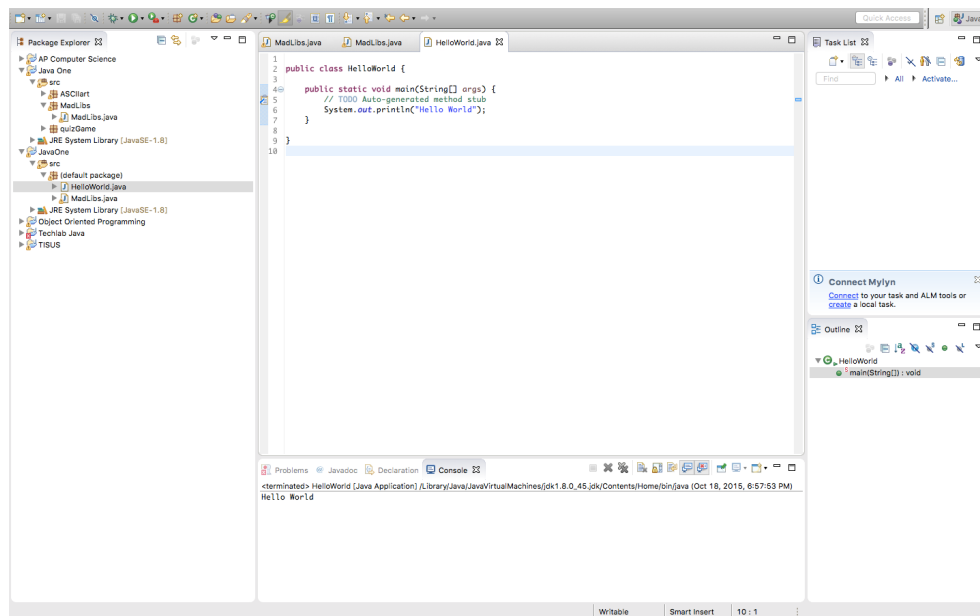 Quick Access
Java
Package Explorer
AP Computer Science
Java One
src
ASCIIart
MadLibs
MadLibs.java
quizGame
JRE System Library [JavaSE-1.8]
JavaOne
src
(default package)
HelloWorld.java
MadLibs.java
JRE System Library [JavaSE-1.8]
Object Oriented Programming
Techlab Java
TISUS
MadLibs.java
MadLibs.java
HelloWorld.java
1
2 public class HelloWorld {
3
4 public static void main(String[] args) {
5 // TODO Auto-generated method stub
6 System.out.println("Hello World");
7 }
8
9 }
10
Problems
Javadoc
Declaration
Console
<terminated> HelloWorld [Java Application] /Library/Java/JavaVirtualMachines/jdk1.8.0_45.jdk/Contents/Home/bin/java (Oct 18, 2015, 6:57:53 PM)
Hello World
Task List
Find
All
Activate...
Connect Mylyn
Connect to your task and ALM tools or
create a local task.
Outline
HelloWorld
main(String[]) : void
Writable
Smart Insert
10 : 1